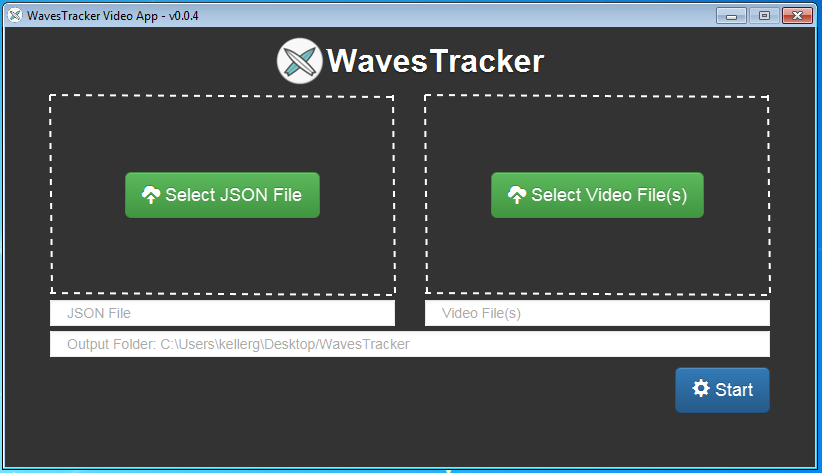 WavesTracker Video App - v0.0.4
WavesTracker
Select JSON File
Select Video File(s)
JSON File
Video File(s)
Output Folder: C:\Users\kellerg\Desktop/WavesTracker
Start